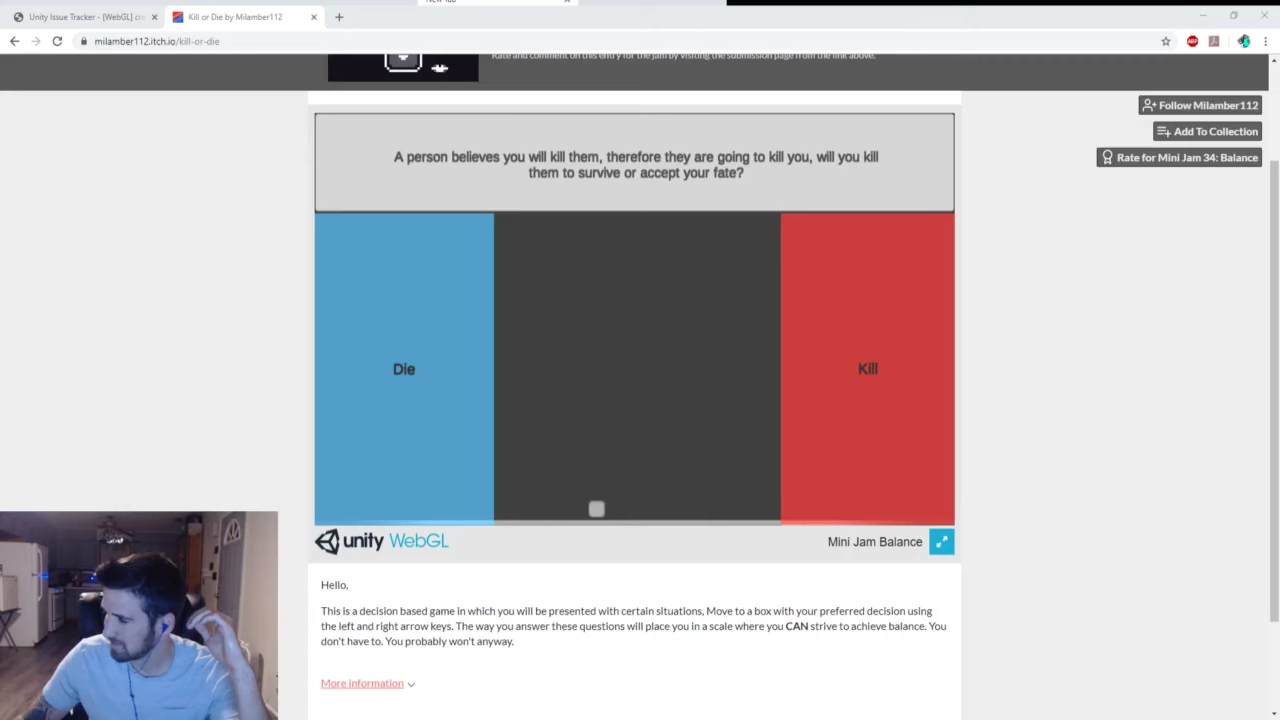 New Tab
Unity Issue Tracker - [WebGL] cr
Kill or Die by Milamber112
milamber112.itch.io/kill-or-die
ABP
Rate and comment on this entry for the jam by visiting the submission page from the link above.
Follow Milamber112
Add To Collection
Rate for Mini Jam 34: Balance
A person believes you will kill them, therefore they are going to kill you, will you kill
them to survive or accept your fate?
Die
Kill
unity WebGL
Mini Jam Balance
Hello,
This is a decision based game in which you will be presented with certain situations, Move to a box with your preferred decision using
the left and right arrow keys. The way you answer these questions will place you in a scale where you CAN strive to achieve balance. You
don't have to. You probably won't anyway.
More information